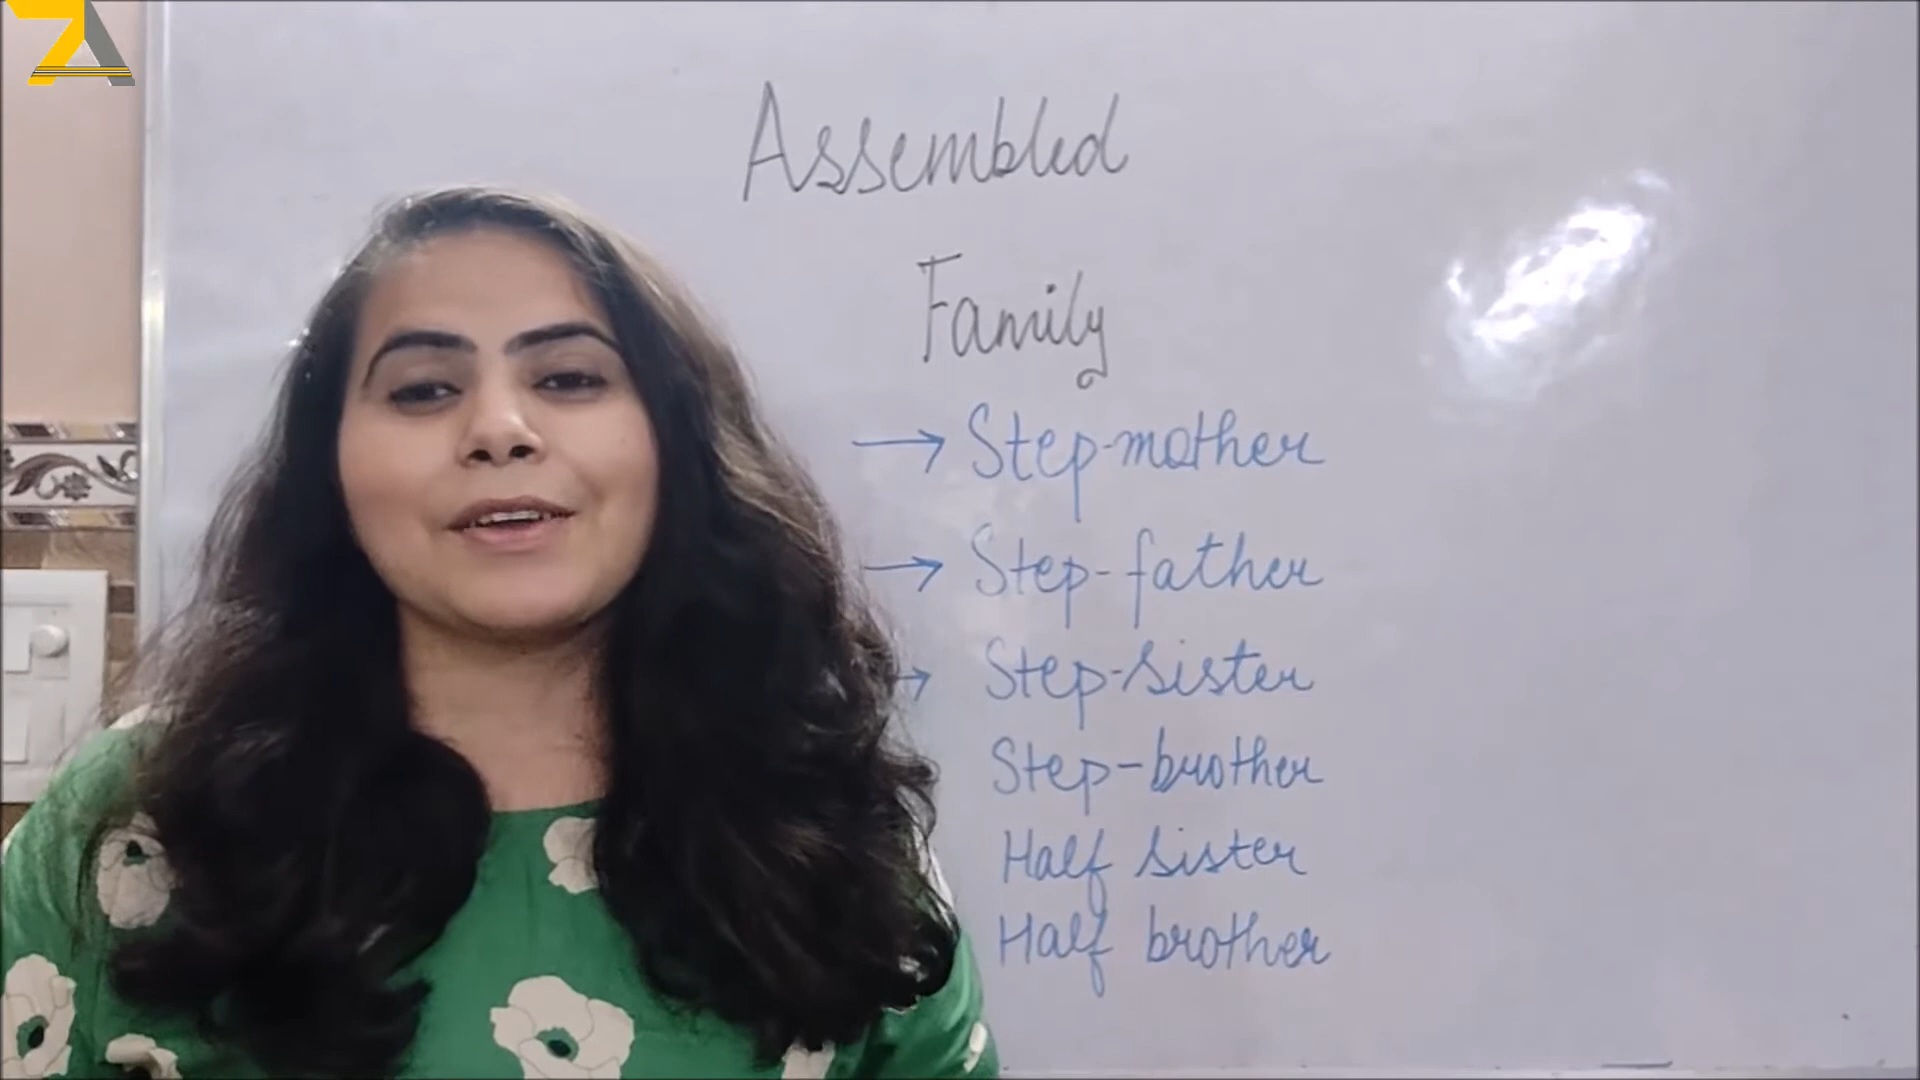 Assembled
Family
→ Step-mother
→ Step-father
→ Step-sister
Step-brother
Half sister
Half brother